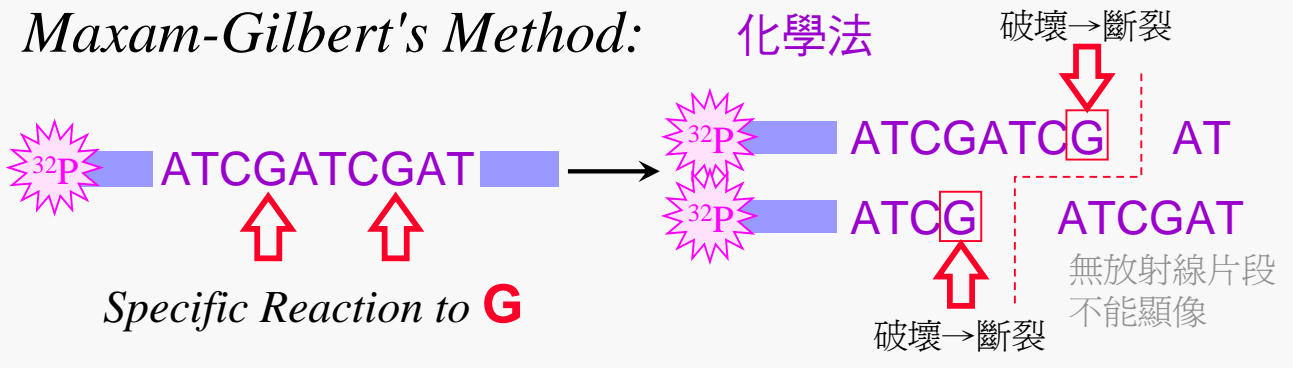 Maxam-Gilbert's Method: 化學法
破壞→斷裂
32P ATCGATCGAT
Specific Reaction to G
32P ATCGATCG AT
32P ATCG ATCGAT
無放射線片段
不能顯像
破壞→斷裂